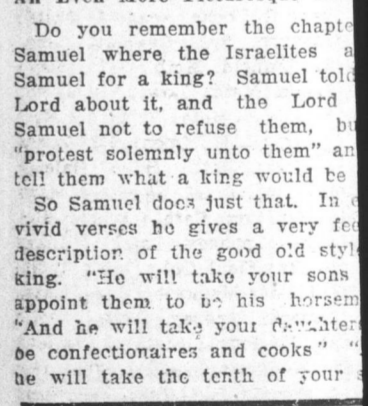 Do you remember the chapte
Samuel where the Israelites a
Samuel for a king? Samuel told
Lord about it, and the Lord
Samuel not to refuse them, bu
"protest solemnly unto them" an
tell them what a king would be
So Samuel does just that. In
vivid verses he gives a very fee
description of the good old styl
king. "He will take your sons
appoint them to be his horsem
"And he will take your daughter
be confectionaires and cooks" "
he will take the tenth of your s